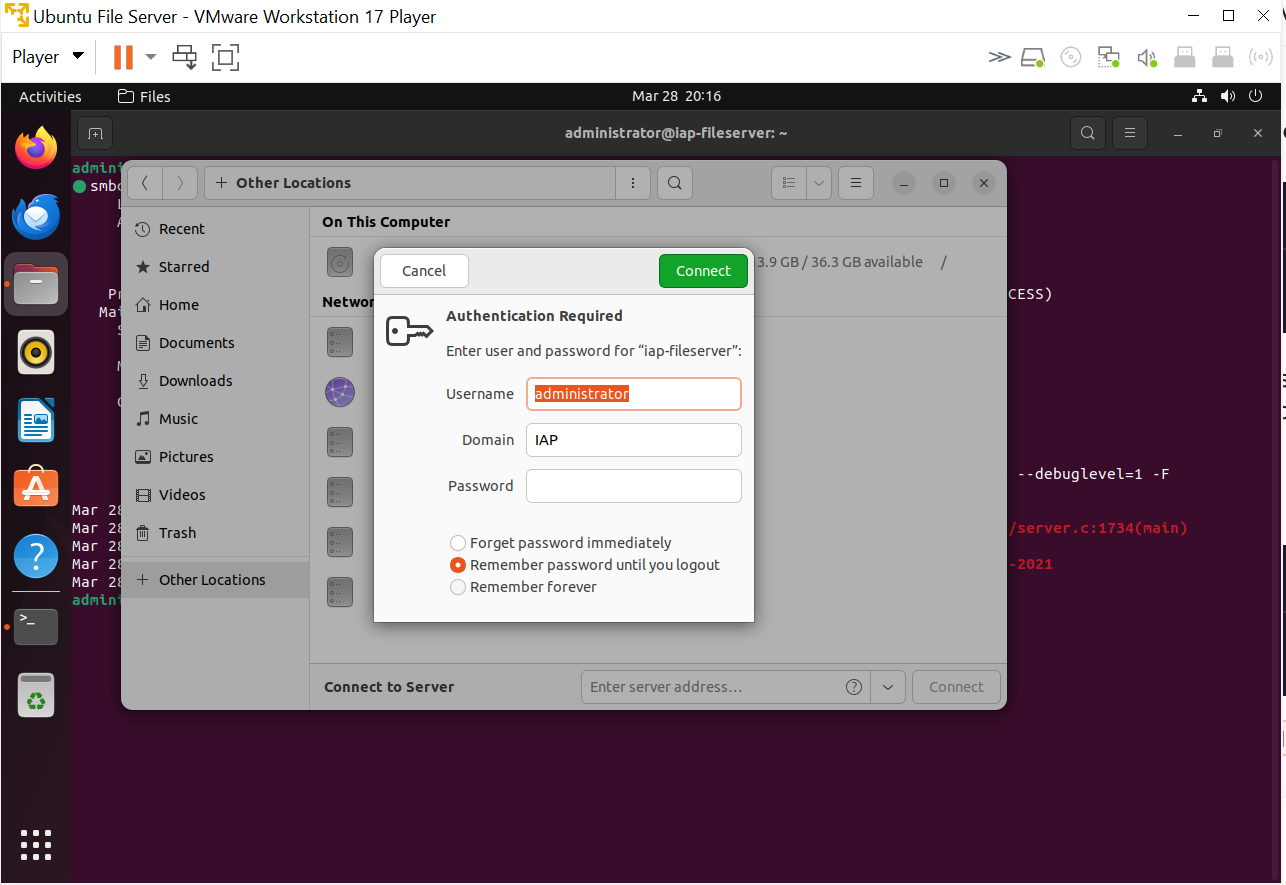 Ubuntu File Server - VMware Workstation 17 Player
Player
Activities Files Mar 28 20:16
administrator@iap-fileserver: ~
admini
smbd
Other Locations
On This Computer
Recent
Starred
3.9 GB / 36.3 GB available /
Cancel Connect
Home
Networ
CESS)
Mai
Authentication Required
Documents
Enter user and password for “iap-fileserver”:
Downloads
Username administrator
Music
Domain IAP
Pictures
--debuglevel=1 -F
Password
Videos
Mar 28
Mar 28 /server.c:1734(main)
Trash
Forget password immediately
Mar 28
Mar 28 -2021
Remember password until you logout
Other Locations
Mar 28
Remember forever
admini
Connect to Server Enter server address... Connect